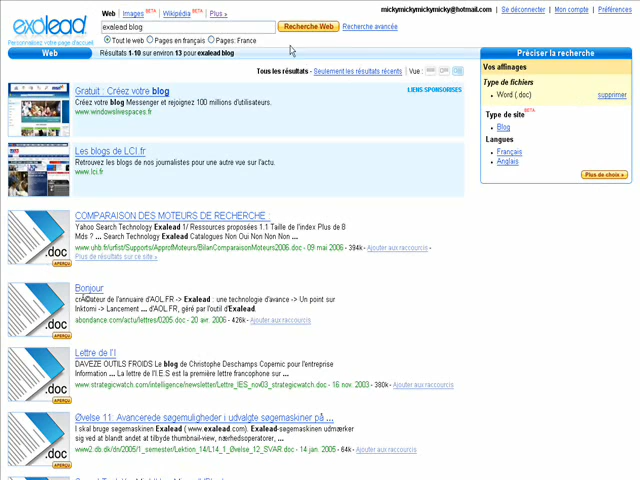 mickymickymickymicky@hotmail.com | Se déconnecter | Mon compte | Préférences
Web | Images BETA | Wikipédia BETA | Plus »
exalead
Personnalisez votre page d'accueil
exalead blog
Recherche Web
Recherche avancée
Tout le web Pages en français Pages: France
Web
Résultats 1-10 sur environ 13 pour exalead blog
Préciser la recherche
Tous les résultats - Seulement les résultats récents Vue :
Vos affinages
Type de fichiers
Word (.doc) supprimer
Type de site BETA
Blog
Langues
Français
Anglais
Plus de choix »
Gratuit : Créez votre blog
LIENS SPONSORISES
Créez votre blog Messenger et rejoignez 100 millions d'utilisateurs.
www.windowslivespaces.fr
Les blogs de LCI.fr
Retrouvez les blogs de nos journalistes pour une autre vue sur l'actu.
www.lci.fr
COMPARAISON DES MOTEURS DE RECHERCHE :
Yahoo Search Technology Exalead 1/ Ressources proposées 1.1 Taille de l'index Plus de 8
Mds ? ... Search Technology Exalead Catalogues Non Oui Non Non Non ...
www.uhb.fr/urfist/Supports/ApprofMoteurs/BilanComparaisonMoteurs2006.doc - 09 mai 2006 - 394k - Ajouter aux raccourcis -
Plus de résultats sur ce site »
.doc
APERÇU
Bonjour
crÃ©ateur de l'annuaire d'AOL.FR -> Exalead : une technologie d'avance -> Un point sur
Inktomi -> Lancement ... d'AOL.FR, géré par l'outil d'Exalead.
abondance.com/actu/lettres/0205.doc - 20 avr. 2006 - 426k - Ajouter aux raccourcis
.doc
APERÇU
Lettre de l'I
DAVEZE OUTILS FROIDS Le blog de Christophe Deschamps Copernic pour l'entreprise
Information ... La lettre de l'I.E.S est la première lettre francophone sur ...
www.strategicwatch.com/intelligence/newsletter/Lettre_IES_nov03_strategicwatch.doc - 16 nov. 2003 - 380k - Ajouter aux raccourcis
.doc
APERÇU
Øvelse 11: Avancerede søgemuligheder i udvalgte søgemaskiner på ...
I skal bruge søgemaskinen Exalead ( www.exalead.com). Exalead-søgemaskinen udmærker
sig ved at blandt andet at tilbyde thumbnail-view, nærhedsoperatører, ...
www2.db.dk/dn/2005/1_semester/Lektion_14/L14_1_Øvelse_12_SVAR.doc - 14 jan. 2005 - 64k - Ajouter aux raccourcis
.doc
APERÇU